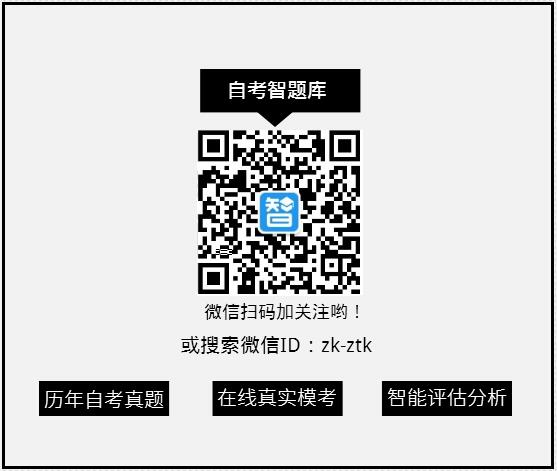 自考智题库
智
微信扫码加关注哟！
或搜索微信ID：zk-ztk
历年自考真题
在线真实模考
智能评估分析